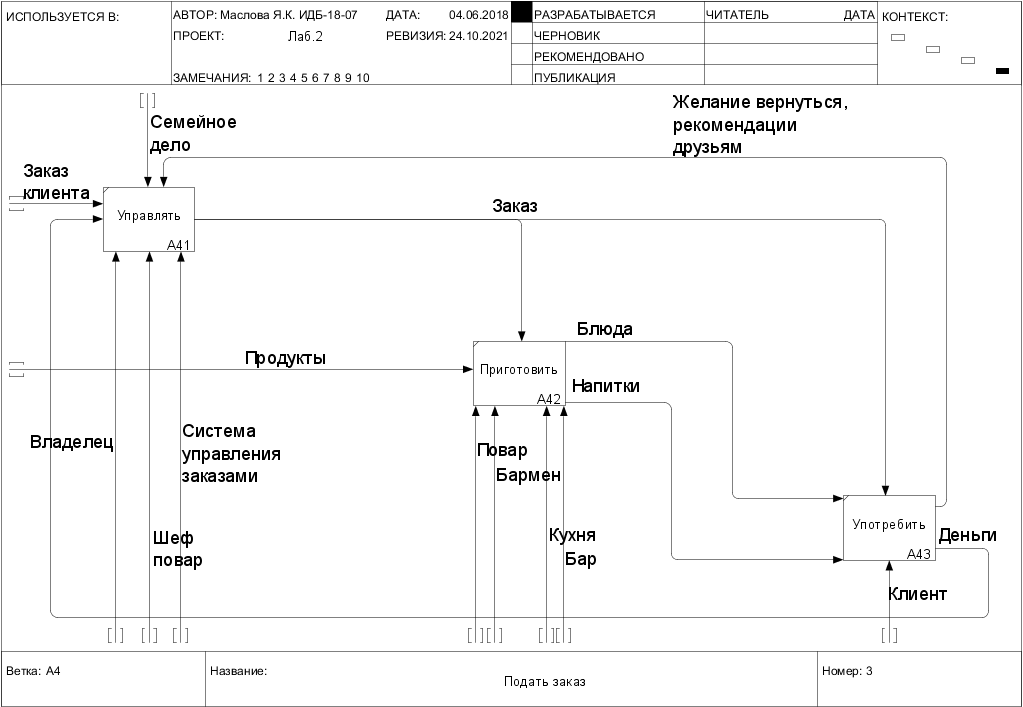 ИСПОЛЬЗУЕТСЯ В:
АВТОР: Маслова Я.К. ИДБ-18-07
ДАТА: 04.06.2018
РАЗРАБАТЫВАЕТСЯ
ЧИТАТЕЛЬ
ДАТА
КОНТЕКСТ:
ПРОЕКТ: Лаб.2
РЕВИЗИЯ: 24.10.2021
ЧЕРНОВИК
РЕКОМЕНДОВАНО
ЗАМЕЧАНИЯ: 1 2 3 4 5 6 7 8 9 10
ПУБЛИКАЦИЯ
Желание вернуться,
рекомендации
друзьям
Семейное
дело
Заказ
клиента
Управлять
A41
Заказ
Блюда
Продукты
Приготовить
A42
Напитки
Владелец
Система
управления
заказами
Повар
Бармен
Шеф
повар
Кухня
Бар
Употребить
A43
Деньги
Клиент
Ветка: A4
Название:
Подать заказ
Номер: 3